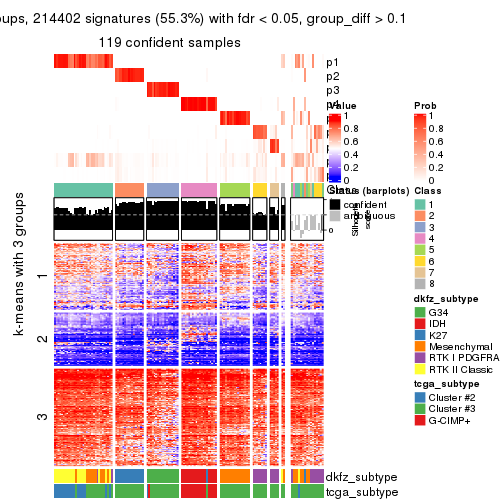 oups, 214402 signatures (55.3%) with fdr < 0.05, group_diff > 0.1
119 confident samples
p1
p2
p3
Value
1
0.8
0.6
0.4
0.2
0
Prob
1
0.8
0.6
0.4
0.2
0
Status (barplots)
confident
ambiguous
Class
1
2
3
4
5
6
7
8
dkfz_subtype
G34
IDH
K27
Mesenchymal
RTK I PDGFRA
RTK II Classic
tcga_subtype
Cluster #2
Cluster #3
G-CIMP+
k-means with 3 groups
1
2
3
dkfz_subtype
tcga_subtype